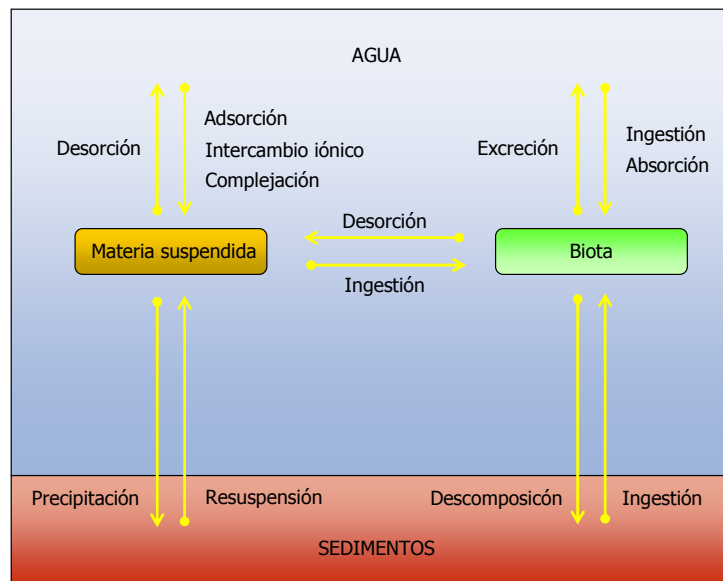 AGUA
Desorción
Adsorción
Intercambio iónico
Complejación
Excreción
Ingestión
Absorción
Materia suspendida
Desorción
Ingestión
Biota
Precipitación
Resuspensión
Descomposicón
Ingestión
SEDIMENTOS